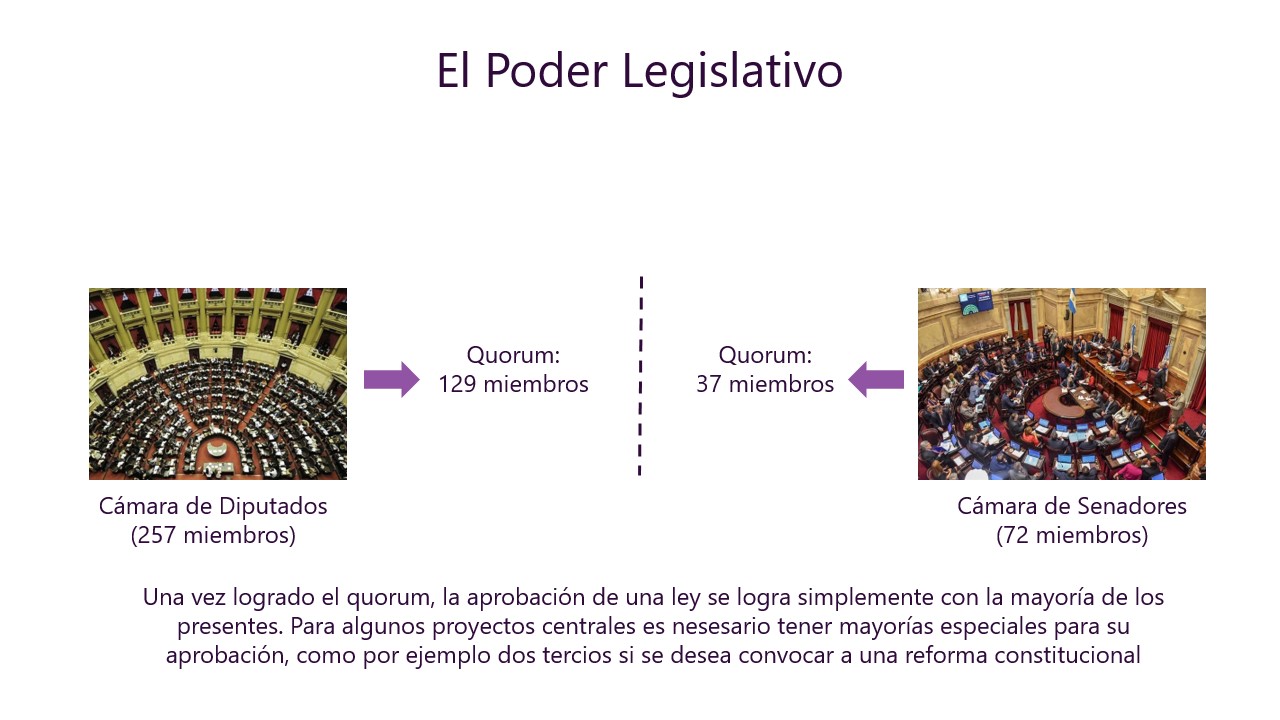 El Poder Legislativo
Quorum:
129 miembros
Quorum:
37 miembros
Cámara de Diputados
(257 miembros)
Cámara de Senadores
(72 miembros)
Una vez logrado el quorum, la aprobación de una ley se logra simplemente con la mayoría de los
presentes. Para algunos proyectos centrales es nesesario tener mayorías especiales para su
aprobación, como por ejemplo dos tercios si se desea convocar a una reforma constitucional